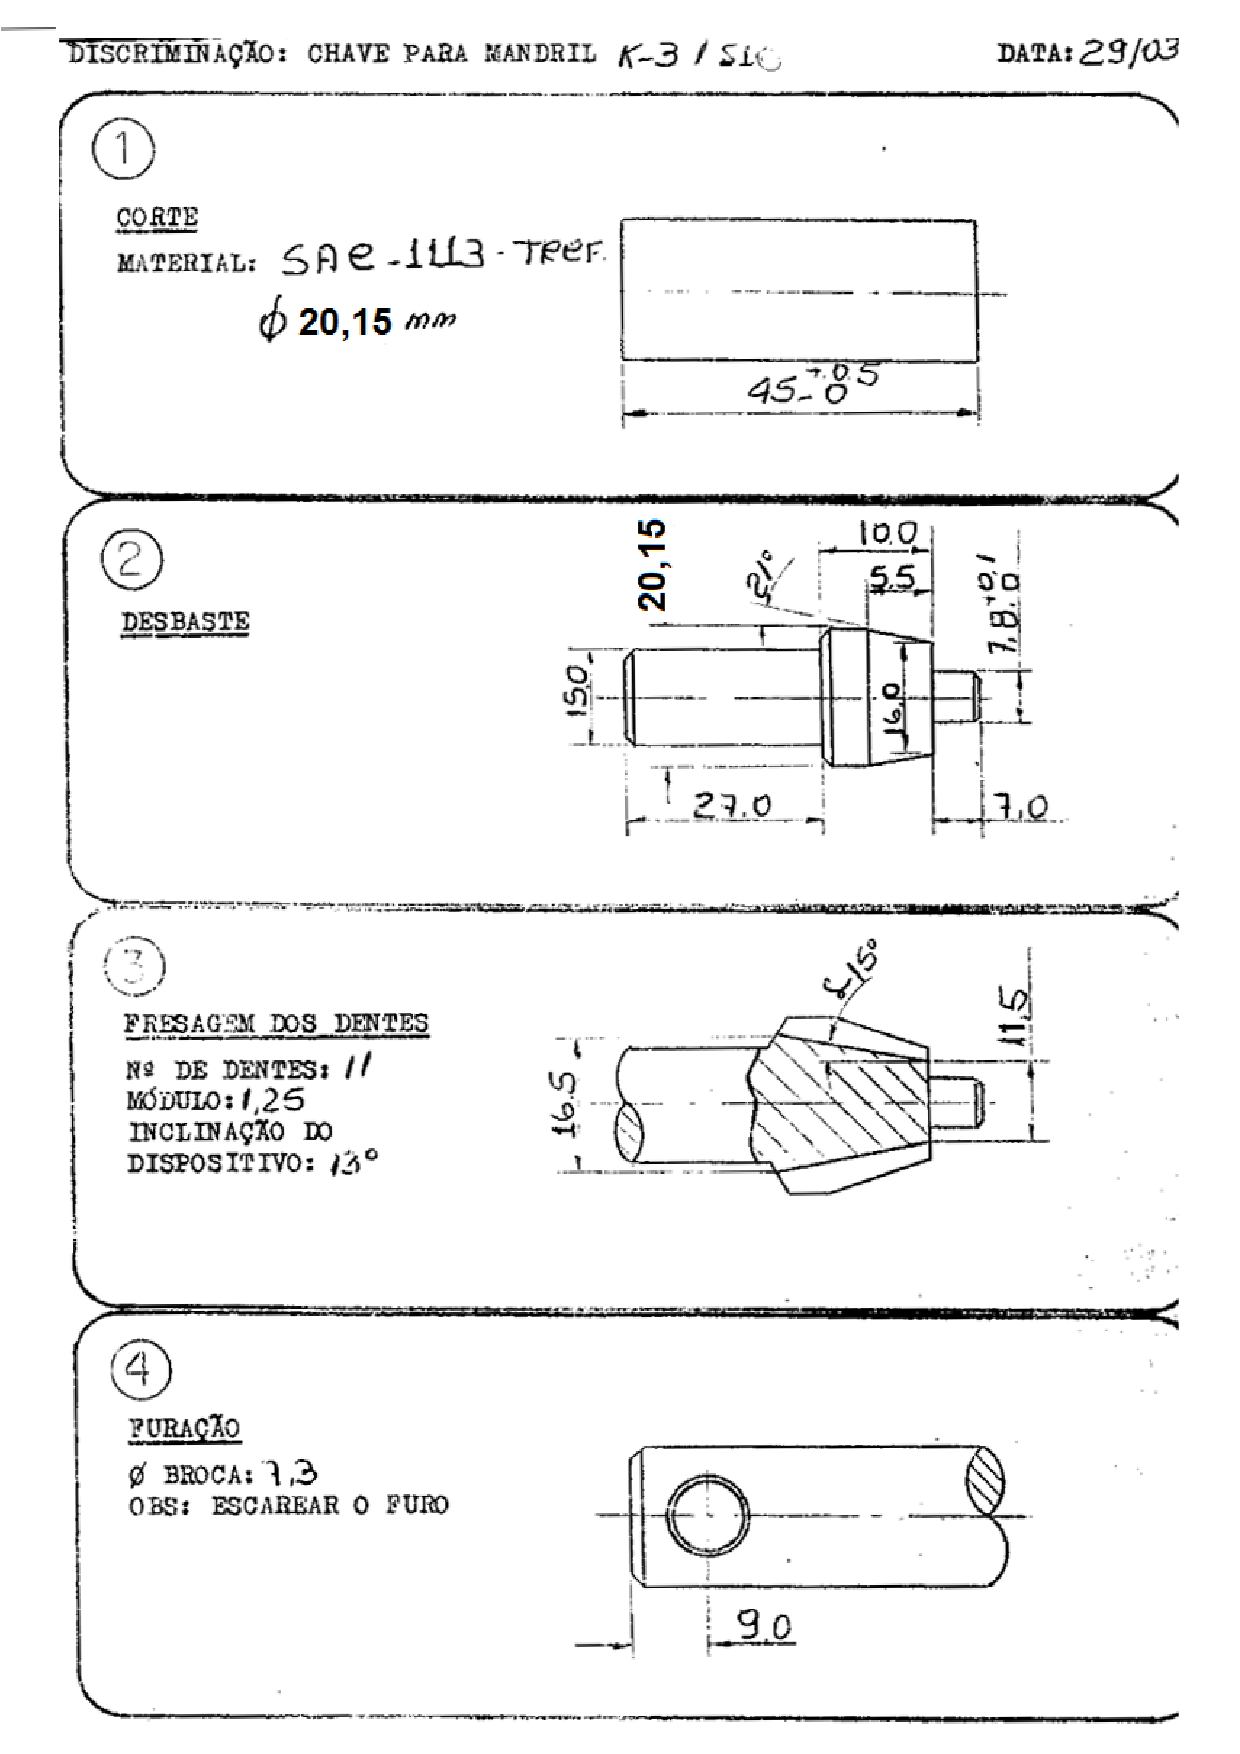 DISCRIMINAÇÃO: CHAVE PARA MANDRIL K-3 / DATA: 29/03
1
CORTE
MATERIAL: SAE-1113-TREF.
ϕ 20,15 mm
45 +0.5 -0
2
DESBASTE
20,15
21°
10.0
5.5
7,8 +0,1 -0
15.0
16.0
27.0
7,0
3
FRESAGEM DOS DENTES
Nº DE DENTES: 11
MÓDULO: 1,25
INCLINAÇÃO DO
DISPOSITIVO: 13°
15°
11.5
16.5
4
FURAÇÃO
Ø BROCA: 7,3
OBS: ESCAREAR O FURO
9.0